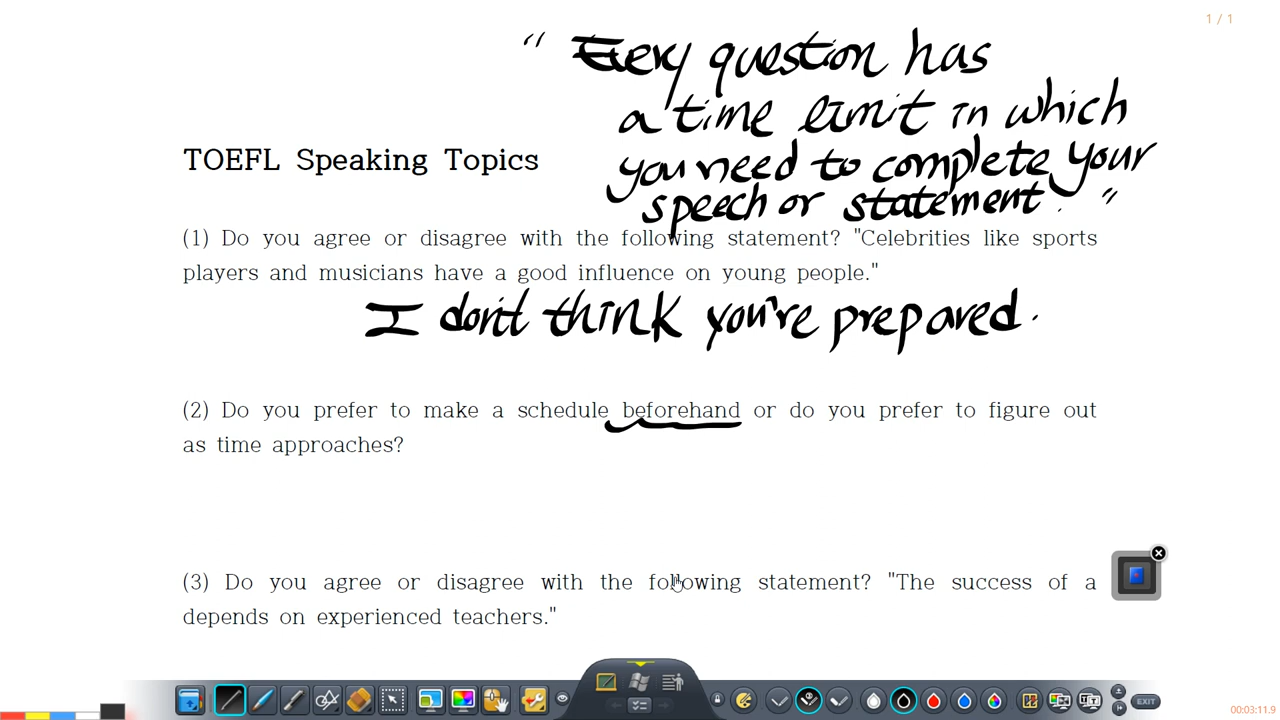 1 / 1
" Every question has
a time limit in which
you need to complete your
speech or statement. "
TOEFL Speaking Topics
(1) Do you agree or disagree with the following statement? "Celebrities like sports
players and musicians have a good influence on young people."
I don't think you're prepared.
(2) Do you prefer to make a schedule beforehand or do you prefer to figure out
as time approaches?
(3) Do you agree or disagree with the following statement? "The success of a
depends on experienced teachers."
EXIT
00:03:11.9